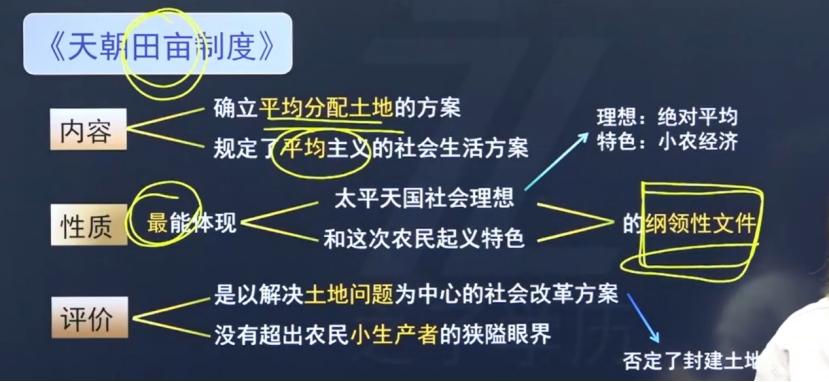 《天朝田亩制度》
内容
确立平均分配土地的方案
规定了平均主义的社会生活方案
理想：绝对平均
特色：小农经济
性质
最能体现
太平天国社会理想
和这次农民起义特色
的纲领性文件
评价
是以解决土地问题为中心的社会改革方案
没有超出农民小生产者的狭隘眼界
否定了封建土地